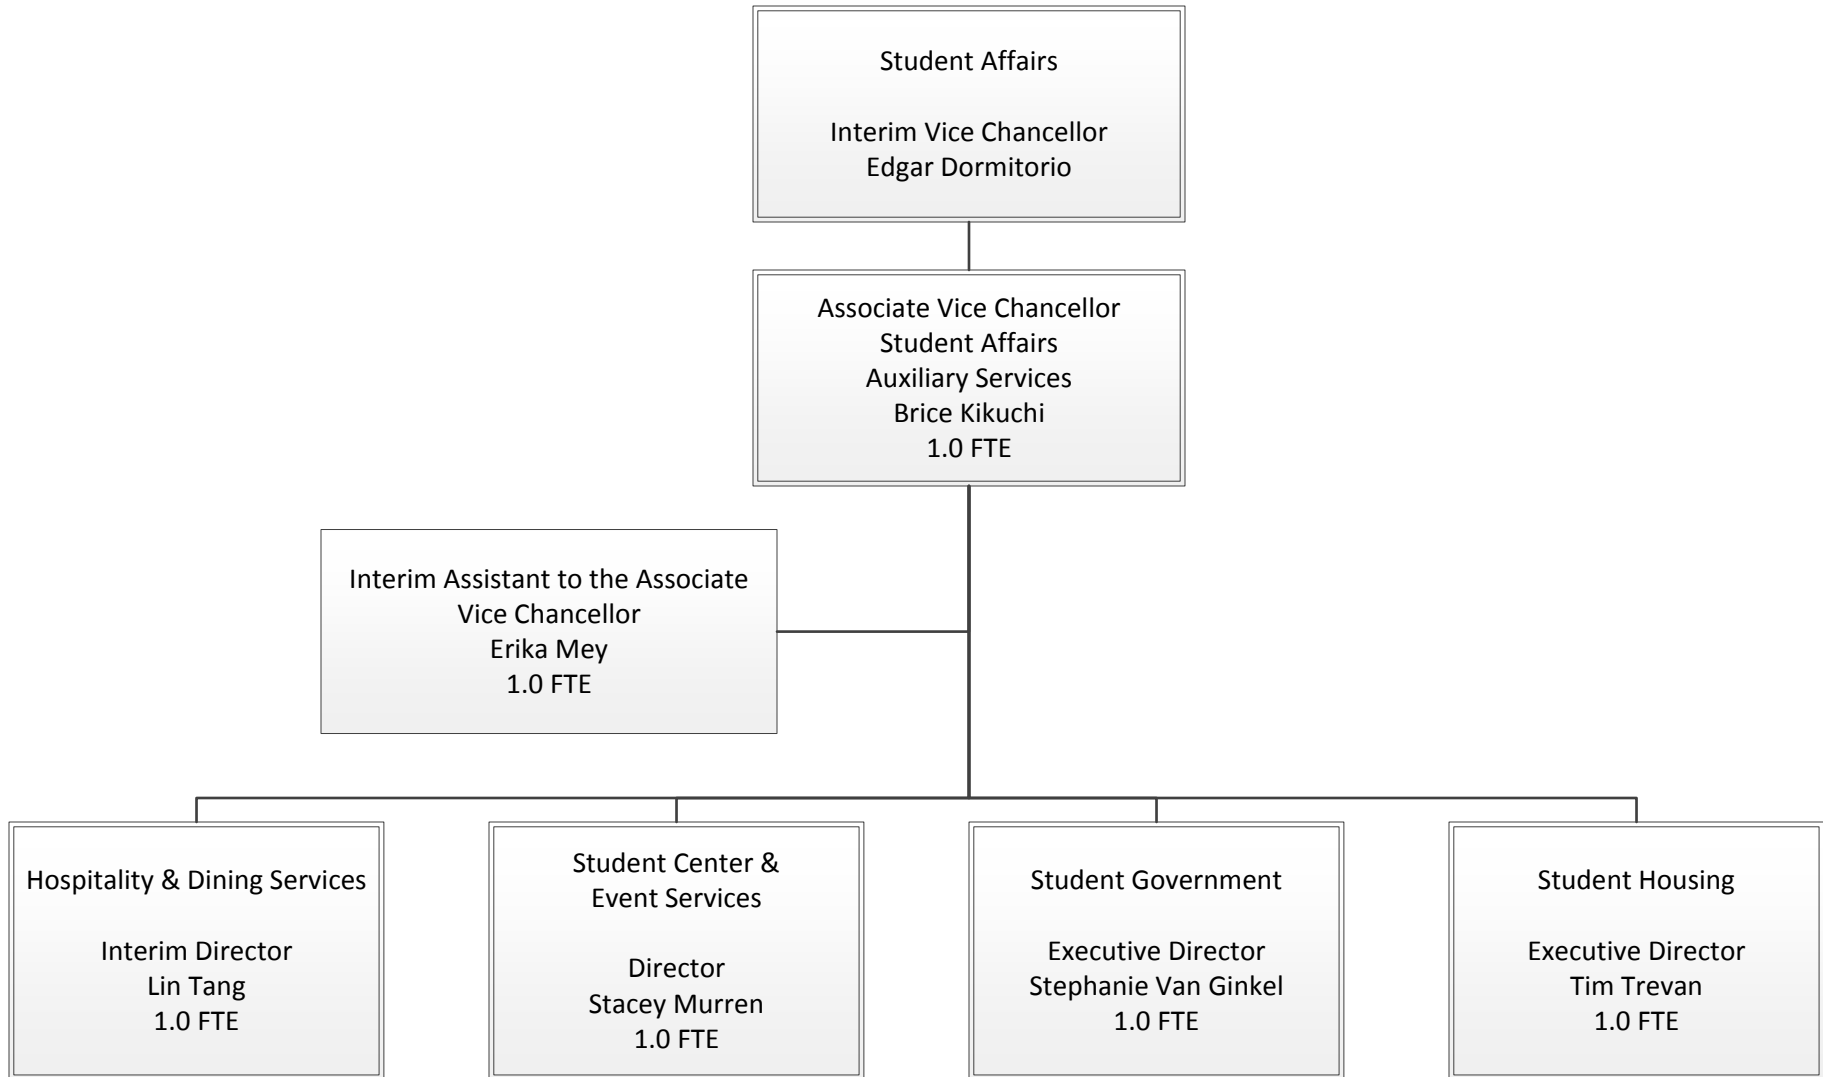 Student Affairs
Interim Vice Chancellor
Edgar Dormitorio
Associate Vice Chancellor
Student Affairs
Auxiliary Services
Brice Kikuchi
1.0 FTE
Interim Assistant to the Associate
Vice Chancellor
Erika Mey
1.0 FTE
Hospitality & Dining Services
Interim Director
Lin Tang
1.0 FTE
Student Center &
Event Services
Director
Stacey Murren
1.0 FTE
Student Government
Executive Director
Stephanie Van Ginkel
1.0 FTE
Student Housing
Executive Director
Tim Trevan
1.0 FTE